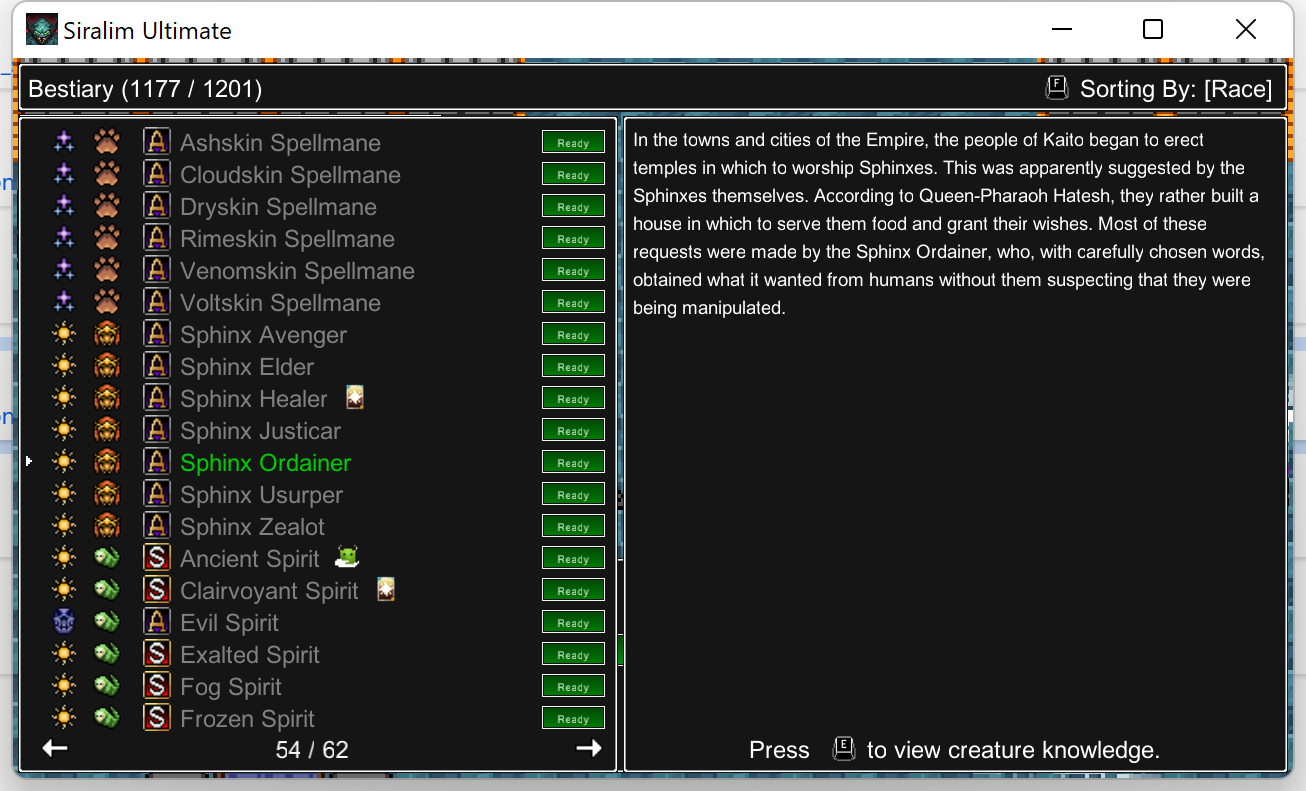 Siralim Ultimate
Bestiary (1177 / 1201)
F Sorting By: [Race]
A Ashskin Spellmane Ready
A Cloudskin Spellmane Ready
A Dryskin Spellmane Ready
A Rimeskin Spellmane Ready
A Venomskin Spellmane Ready
A Voltskin Spellmane Ready
A Sphinx Avenger Ready
A Sphinx Elder Ready
A Sphinx Healer Ready
A Sphinx Justicar Ready
A Sphinx Ordainer Ready
A Sphinx Usurper Ready
A Sphinx Zealot Ready
S Ancient Spirit Ready
S Clairvoyant Spirit Ready
A Evil Spirit Ready
S Exalted Spirit Ready
S Fog Spirit Ready
S Frozen Spirit Ready
54 / 62
In the towns and cities of the Empire, the people of Kaito began to erect
temples in which to worship Sphinxes. This was apparently suggested by the
Sphinxes themselves. According to Queen-Pharaoh Hatesh, they rather built a
house in which to serve them food and grant their wishes. Most of these
requests were made by the Sphinx Ordainer, who, with carefully chosen words,
obtained what it wanted from humans without them suspecting that they were
being manipulated.
Press E to view creature knowledge.